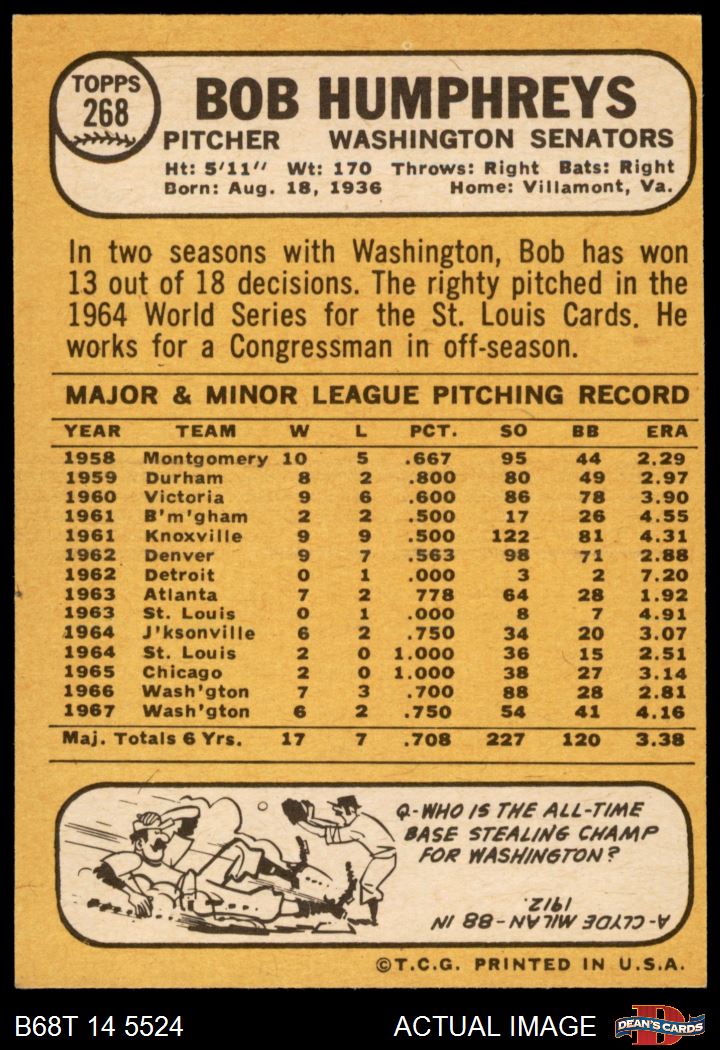 TOPPS
268
BOB HUMPHREYS
PITCHER WASHINGTON SENATORS
Ht: 5'11" Wt: 170 Throws: Right Bats: Right
Born: Aug. 18, 1936 Home: Villamont, Va.
In two seasons with Washington, Bob has won
13 out of 18 decisions. The righty pitched in the
1964 World Series for the St. Louis Cards. He
works for a Congressman in off-season.
MAJOR & MINOR LEAGUE PITCHING RECORD
YEAR TEAM W L PCT. SO BB ERA
1958 Montgomery 10 5 .667 95 44 2.29
1959 Durham 8 2 .800 80 49 2.97
1960 Victoria 9 6 .600 86 78 3.90
1961 B'm'gham 2 2 .500 17 26 4.55
1961 Knoxville 9 9 .500 122 81 4.31
1962 Denver 9 7 .563 98 71 2.88
1962 Detroit 0 1 .000 3 2 7.20
1963 Atlanta 7 2 778 64 28 1.92
1963 St. Louis 0 1 .000 8 7 4.91
1964 J'ksonville 6 2 .750 34 20 3.07
1964 St. Louis 2 0 1.000 36 15 2.51
1965 Chicago 2 0 1.000 38 27 3.14
1966 Wash'gton 7 3 .700 88 28 2.81
1967 Wash'gton 6 2 .750 54 41 4.16
Maj. Totals 6 Yrs. 17 7 .708 227 120 3.38
Q-WHO IS THE ALL-TIME
BASE STEALING CHAMP
FOR WASHINGTON?
A-CLYDE MILAN-88 IN
1912.
©T.C.G. PRINTED IN U.S.A.
B68T 14 5524 ACTUAL IMAGE
D
DEAN'S CARDS